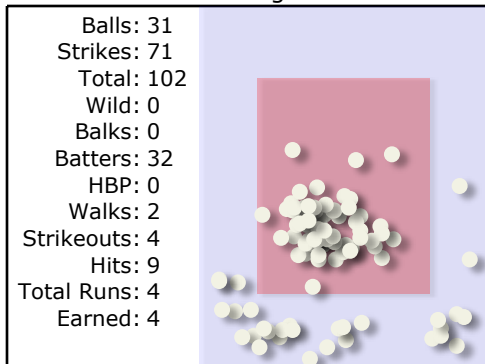 Balls: 31
Strikes: 71
Total: 102
Wild: 0
Balks: 0
Batters: 32
HBP: 0
Walks: 2
Strikeouts: 4
Hits: 9
Total Runs: 4
Earned: 4